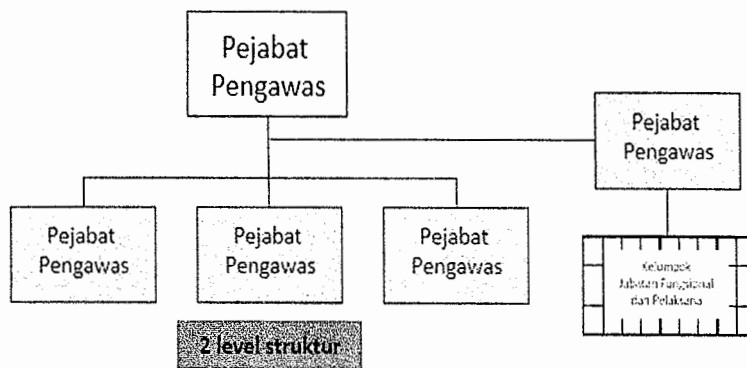 Pejabat
Pengawas
Pejabat
Pengawas
Pejabat
Pengawas
Pejabat
Pengawas
Pejabat
Pengawas
Kelompok
Jabatan Fungsional
dan Pelaksana
2 level struktur